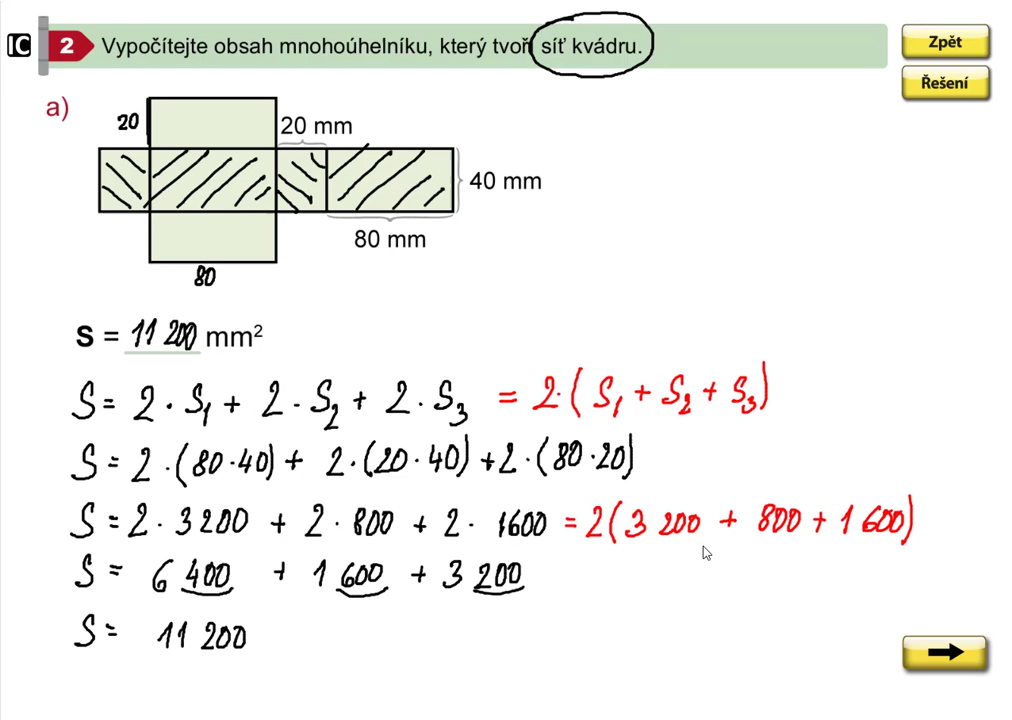 IC
2 Vypočítejte obsah mnohoúhelníku, který tvoří síť kvádru.
Zpět
Řešení
a)
20
20 mm
40 mm
80 mm
80
S = 11 200 mm²
S = 2 · S₁ + 2 · S₂ + 2 · S₃ = 2 · (S₁ + S₂ + S₃)
S = 2 · (80 · 40) + 2 · (20 · 40) + 2 · (80 · 20)
S = 2 · 3 200 + 2 · 800 + 2 · 1600 = 2(3 200 + 800 + 1 600)
S = 6 400 + 1 600 + 3 200
S = 11 200